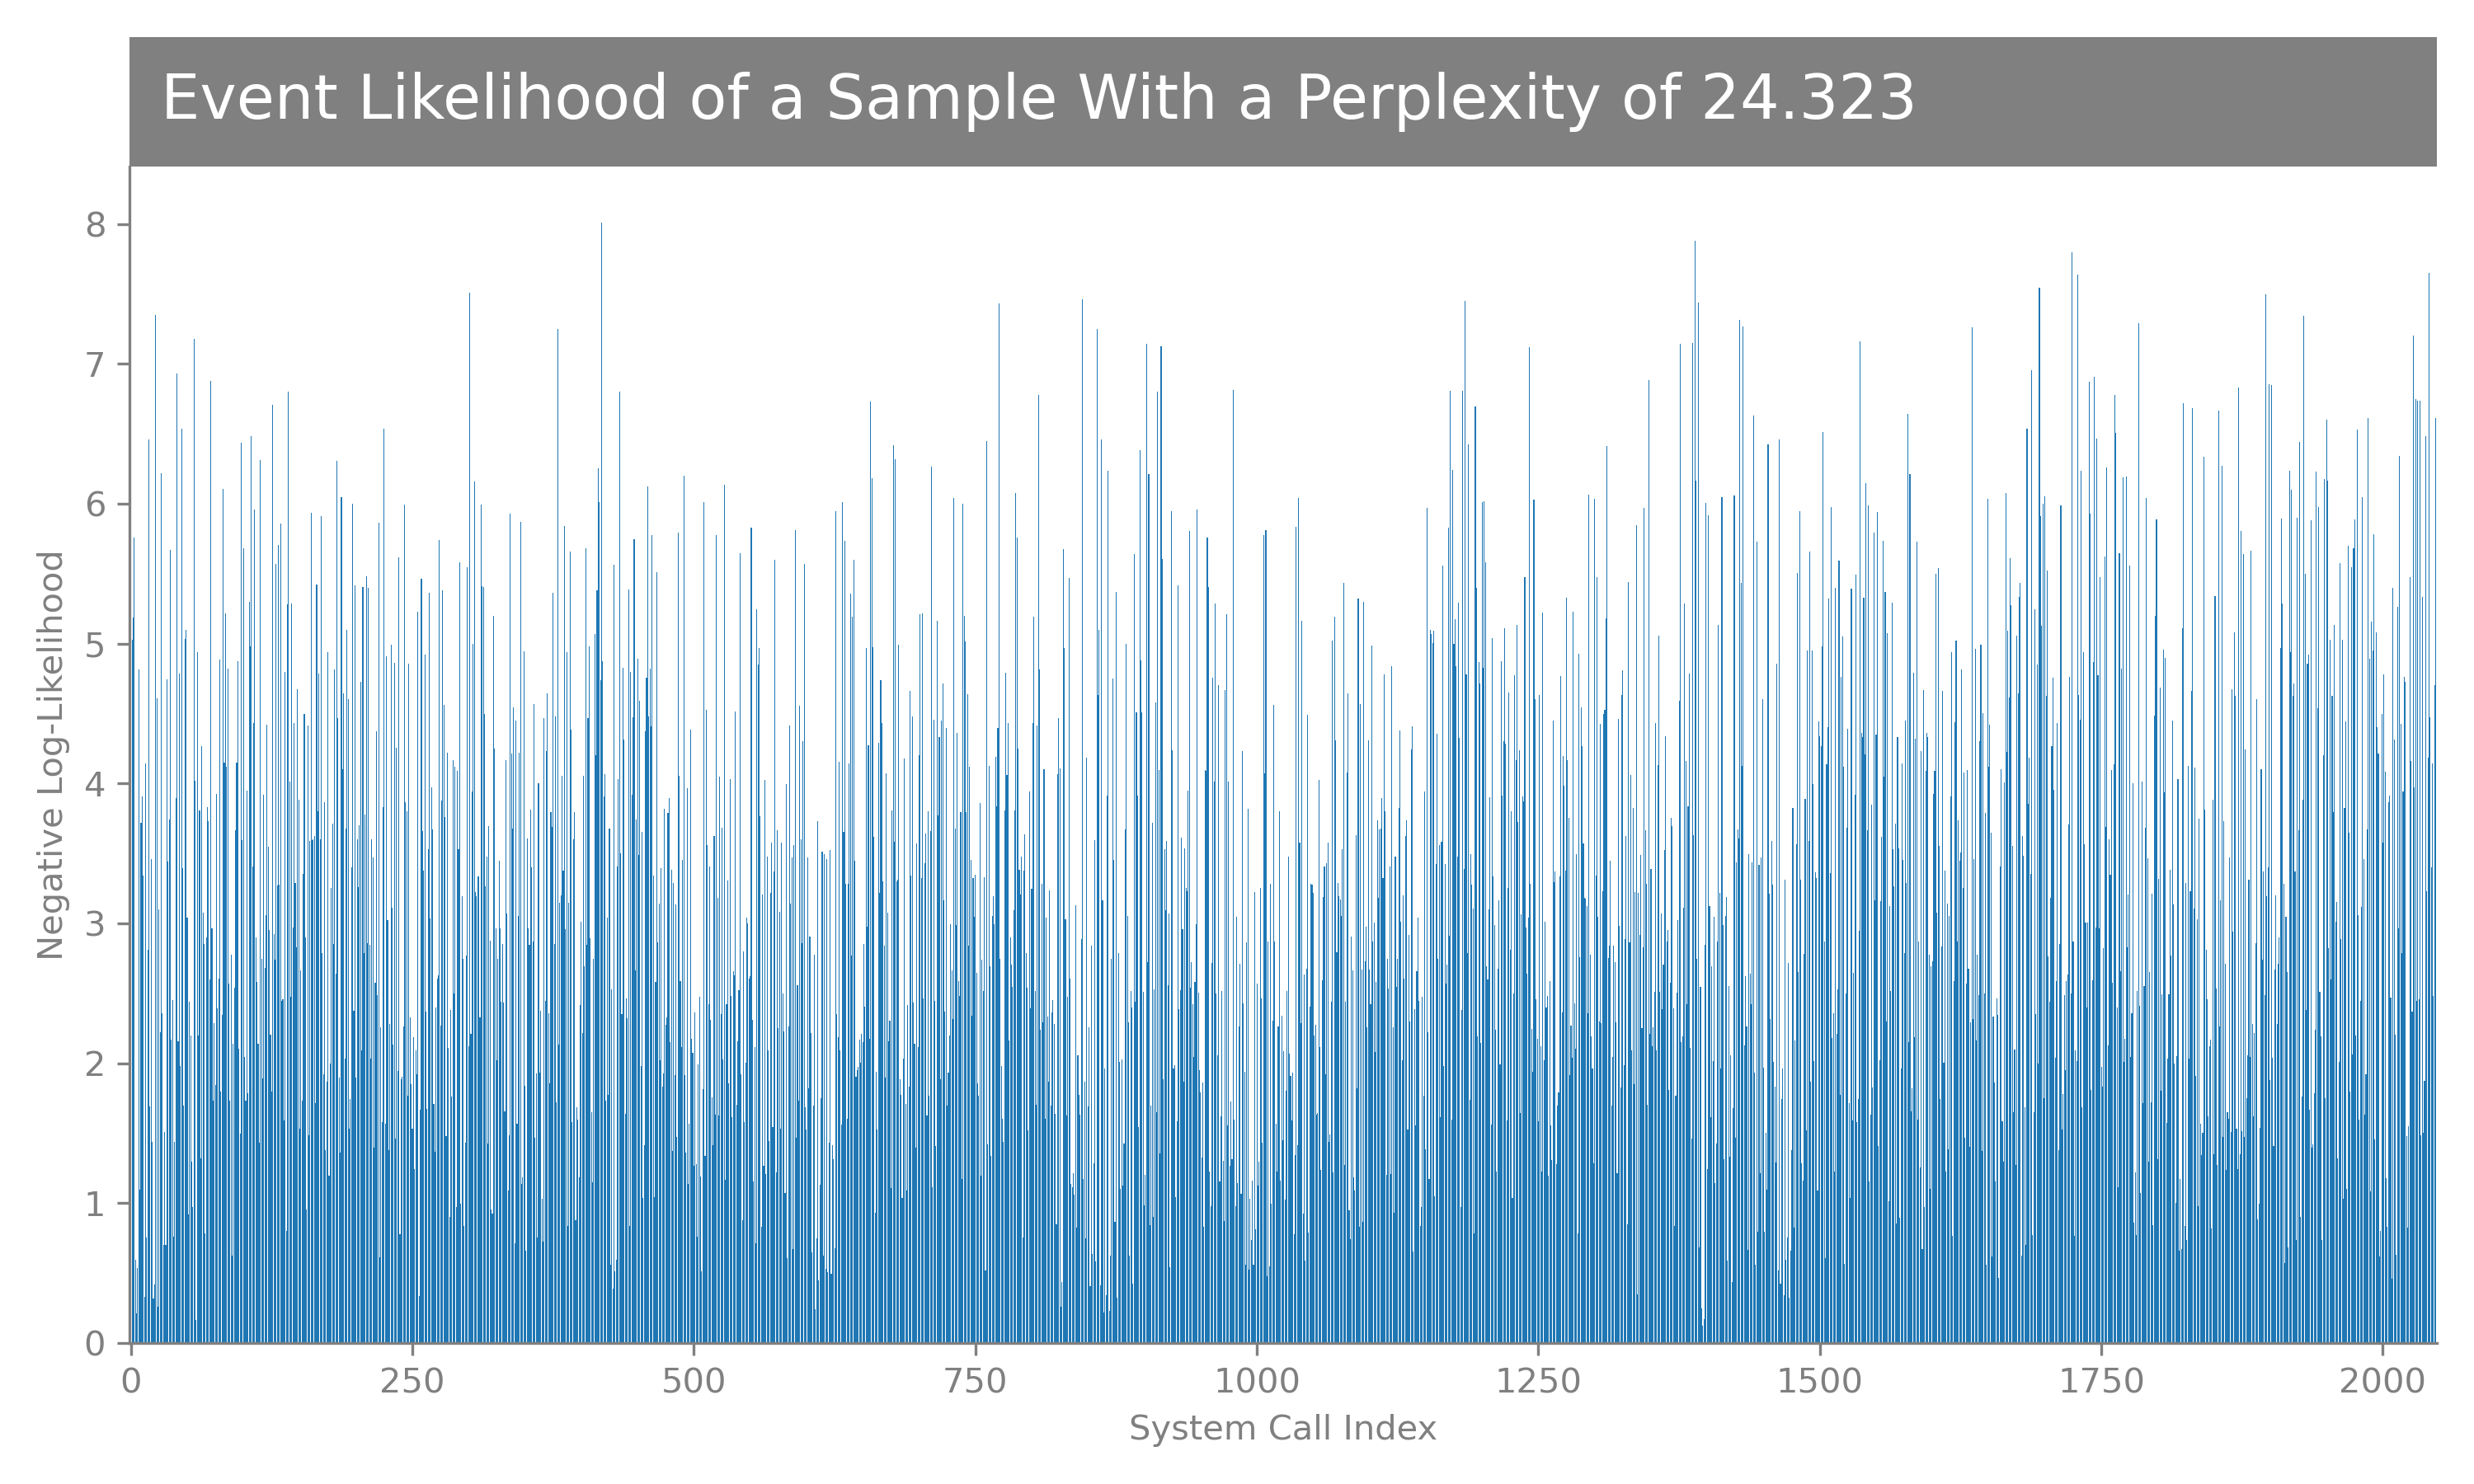 Event Likelihood of a Sample With a Perplexity of 24.323
8
7
6
5
4
3
2
1
0
Negative Log-Likelihood
0 250 500 750 1000 1250 1500 1750 2000
System Call Index